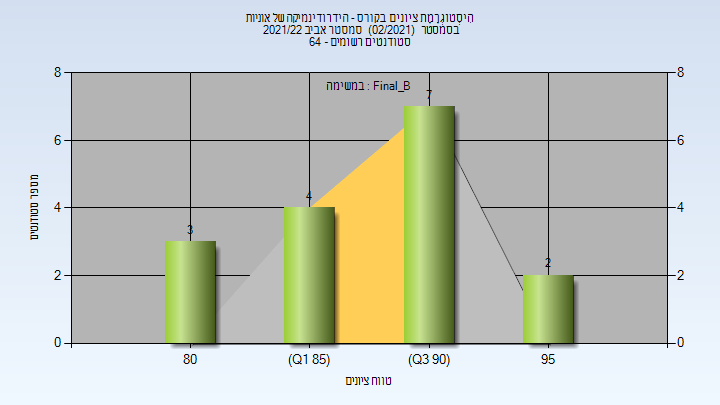 היסטוגרמת ציונים בקורס - הידרודינמיקה של אוניות
בסמסטר (02/2021) סמסטר אביב 2021/22
סטודנטים רשומים - 64
במשימה : Final_B
8
6
4
2
0
8
6
4
2
0
3
4
7
2
80
(Q1 85)
(Q3 90)
95
מספר סטודנטים
טווח ציונים